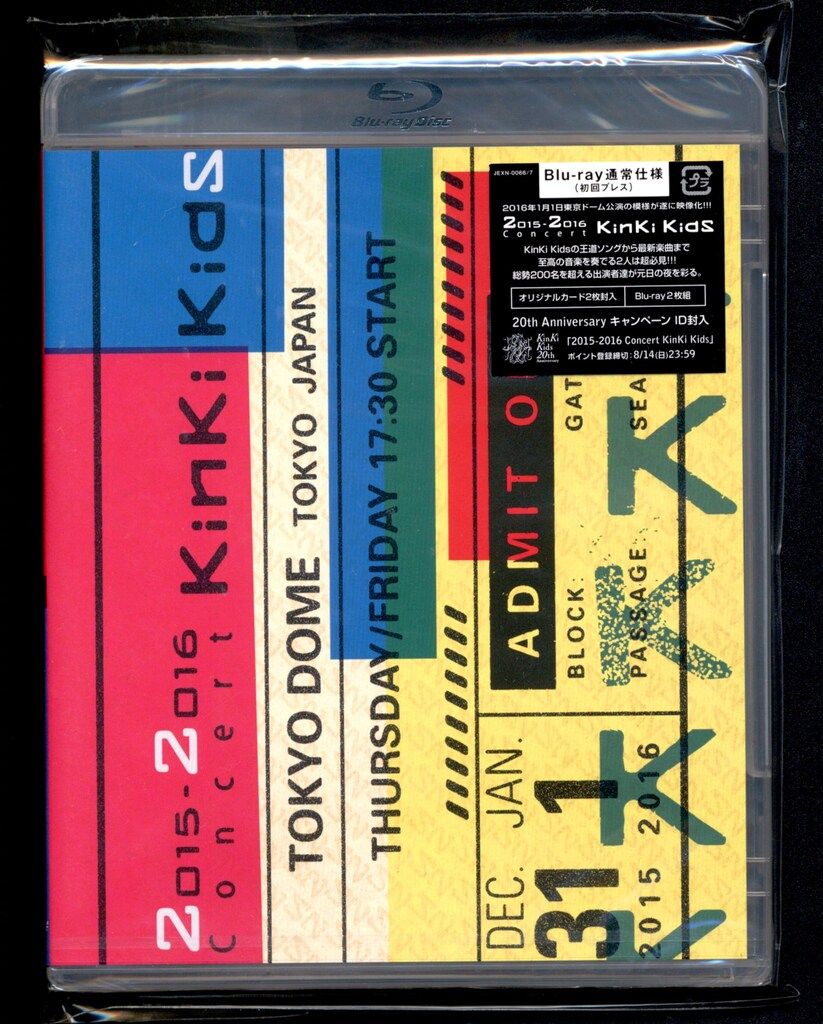 Blu-ray Disc
JEXN-0066/7
Blu-ray通常仕様
(初回プレス)
プラ
2016年1月1日東京ドーム公演の模様が遂に映像化!!!
2015-2016
Concert
KinKi KidS
KinKi Kidsの王道ソングから最新楽曲まで
至高の音楽を奏でる2人は超必見!!!
総勢200名を超える出演者達が元日の夜を彩る。
オリジナルカード2枚封入
Blu-ray2枚組
20th Anniversary キャンペーン ID封入
KinKi
Kids
20th
Anniversary
「2015-2016 Concert KinKi Kids」
ポイント登録締切:8/14(日)23:59
2015-2016
Concert
KinKi KidS
TOKYO DOME TOKYO JAPAN
THURSDAY/FRIDAY 17:30 START
ADMIT O
GAT
SEA
BLOCK:
PASSAGE:
DEC. JAN.
31 1
2015 2016
K
K
K
K